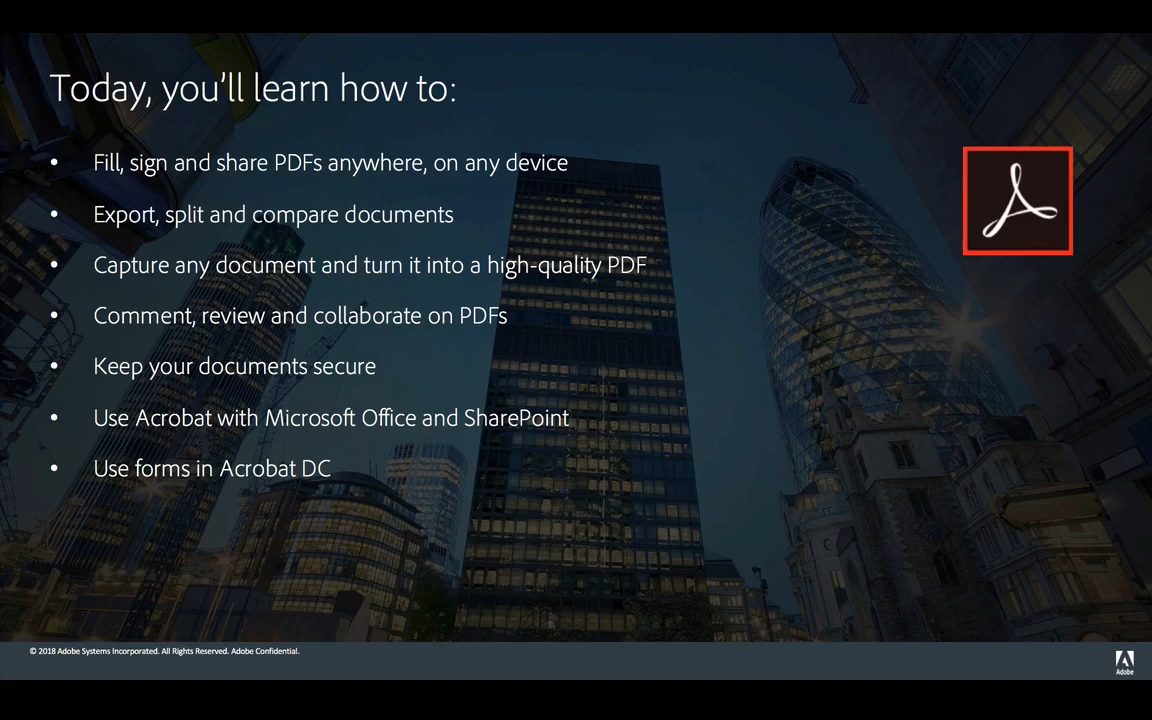 Today, you'll learn how to:
• Fill, sign and share PDFs anywhere, on any device
• Export, split and compare documents
• Capture any document and turn it into a high-quality PDF
• Comment, review and collaborate on PDFs
• Keep your documents secure
• Use Acrobat with Microsoft Office and SharePoint
• Use forms in Acrobat DC
© 2018 Adobe Systems Incorporated. All Rights Reserved. Adobe Confidential.
Adobe